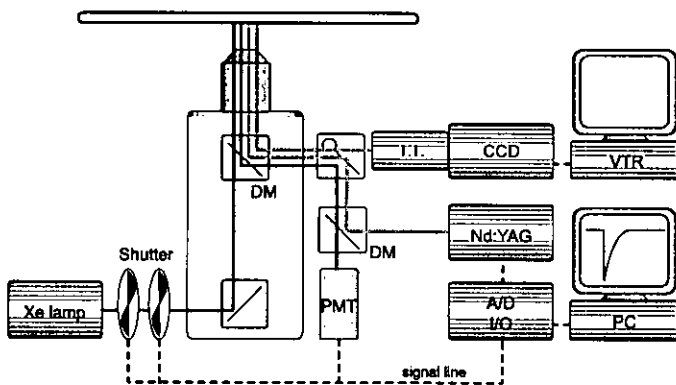 I.I.
CCD
VTR
DM
Shutter
DM
Nd:YAG
Xe lamp
PMT
A/D
I/O
PC
signal line